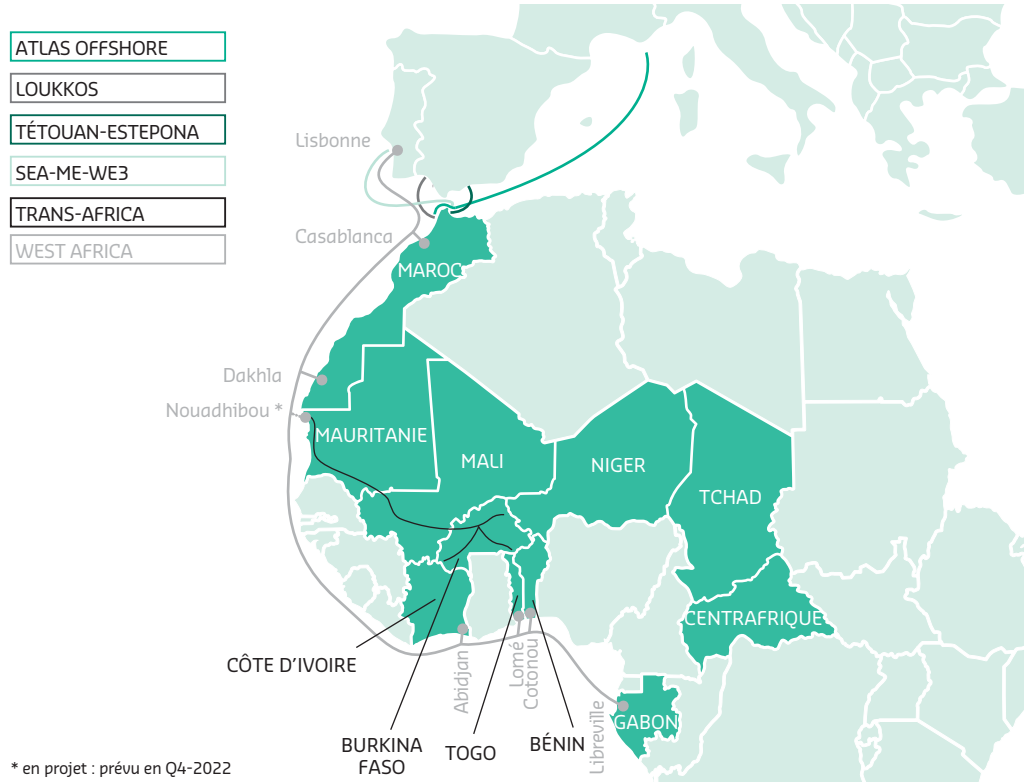 ATLAS OFFSHORE
LOUKKOS
TÉTOUAN-ESTEPONA
SEA-ME-WE3
TRANS-AFRICA
WEST AFRICA
Lisbonne
Casablanca
MAROC
Dakhla
Nouadhibou *
MAURITANIE
MALI
NIGER
TCHAD
CENTRAFRIQUE
CÔTE D'IVOIRE
Abidjan
Lomé
Cotonou
Libreville
GABON
BURKINA
FASO
TOGO
BÉNIN
* en projet : prévu en Q4-2022